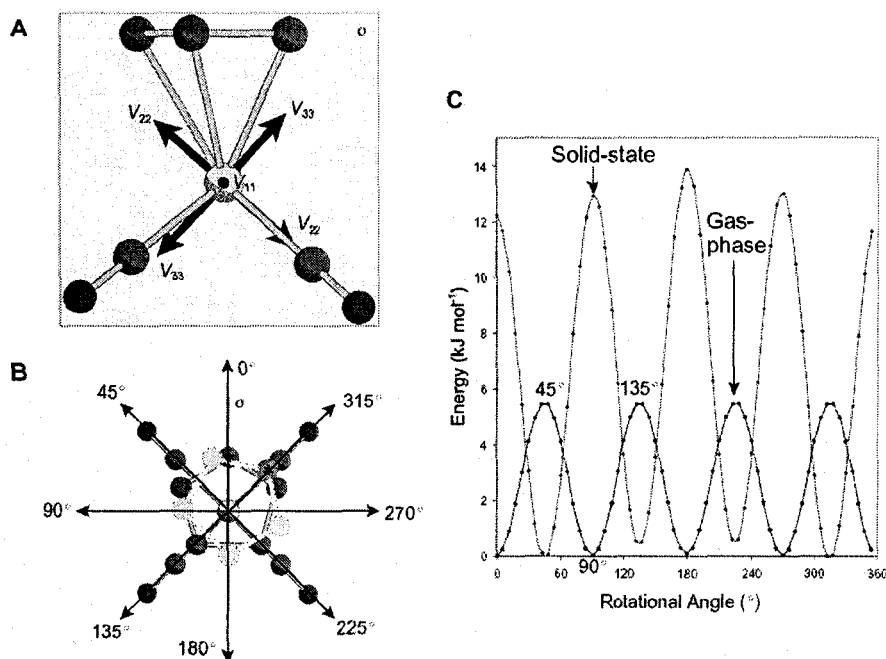 A
σ
V22
V33
V11
V22
V33
B
0°
45°
315°
σ
90°
270°
135°
225°
180°
C
Solid-state
Gas-
phase
45°
135°
90°
Energy (kJ mol⁻¹)
14
12
10
8
6
4
2
0
0 60 120 180 240 300 360
Rotational Angle (°)